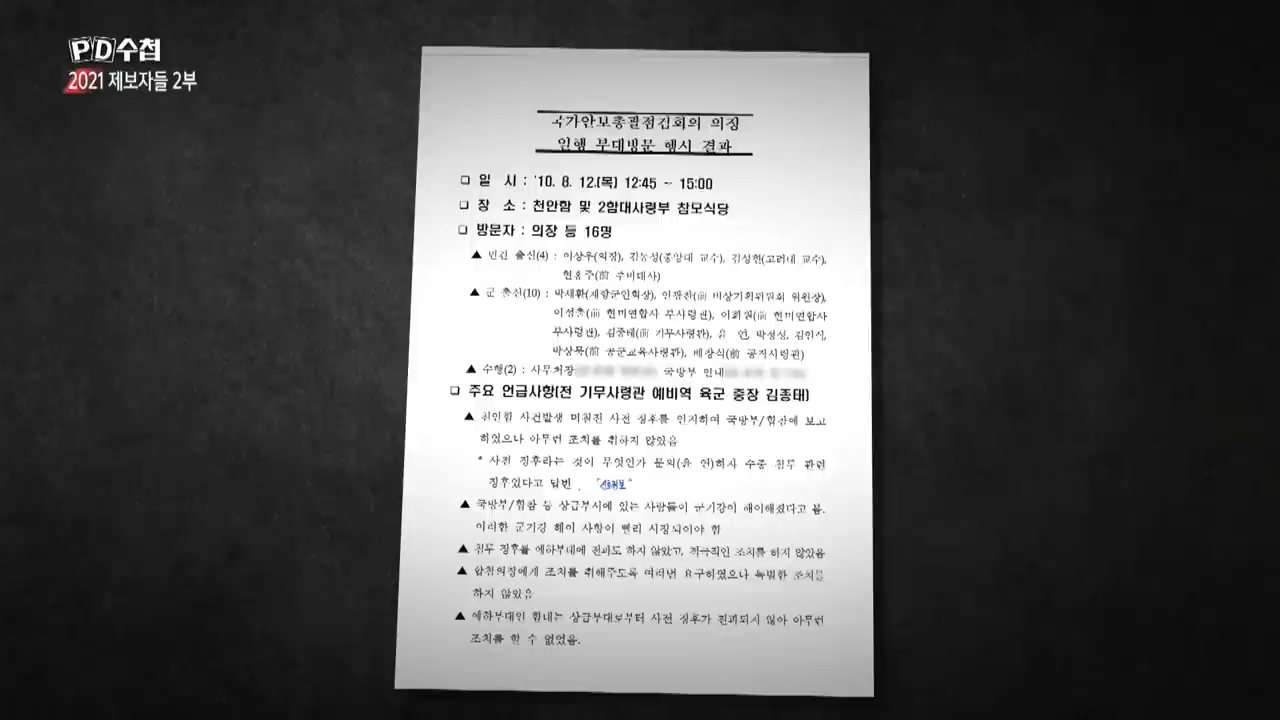 PD수첩
2021 제보자들 2부
국가안보총괄점검회의 의장
일행 부대방문 행사 결과
❑ 일 시 : '10. 8. 12.(목) 12:45 ~ 15:00
❑ 장 소 : 천안함 및 2함대사령부 참모식당
❑ 방문자 : 의장 등 16명
▲ 민간 출신(4) : 이상우(의장), 김동성(중앙대 교수), 김성한(고려대 교수),
현홍주(前 주미대사)
▲ 군 출신(10) : 박세환(재향군인회장), 안광찬(前 비상기획위원회 위원장),
이성출(前 한미연합사 부사령관), 이희원(前 한미연합사
부사령관), 김종태(前 기무사령관), 윤 연, 박정성, 김인식,
박상묵(前 공군교육사령관), 배창식(前 공작사령관)
▲ 수행(2) : 사무처장 국방부 안내
❑ 주요 언급사항(전 기무사령관 예비역 육군 중장 김종태)
▲ 천안함 사건발생 며칠전 사전 징후를 인지하여 국방부/합참에 보고
하였으나 아무런 조치를 취하지 않았음
* 사전 징후라는 것이 무엇인가 문의(윤 연)하자 수중 침투 관련
징후였다고 답변.
▲ 국방부/합참 등 상급부서에 있는 사람들이 군기강이 해이해졌다고 봄.
이러한 군기강 해이 사항이 빨리 시정되어야 함
▲ 침투 징후를 예하부대에 전파도 하지 않았고, 적극적인 조치를 하지 않았음
▲ 합참의장에게 조치를 취해주도록 여러번 요구하였으나 특별한 조치를
하지 않았음
▲ 예하부대인 함대는 상급부대로부터 사전 징후가 전파되지 않아 아무런
조치를 할 수 없었음.